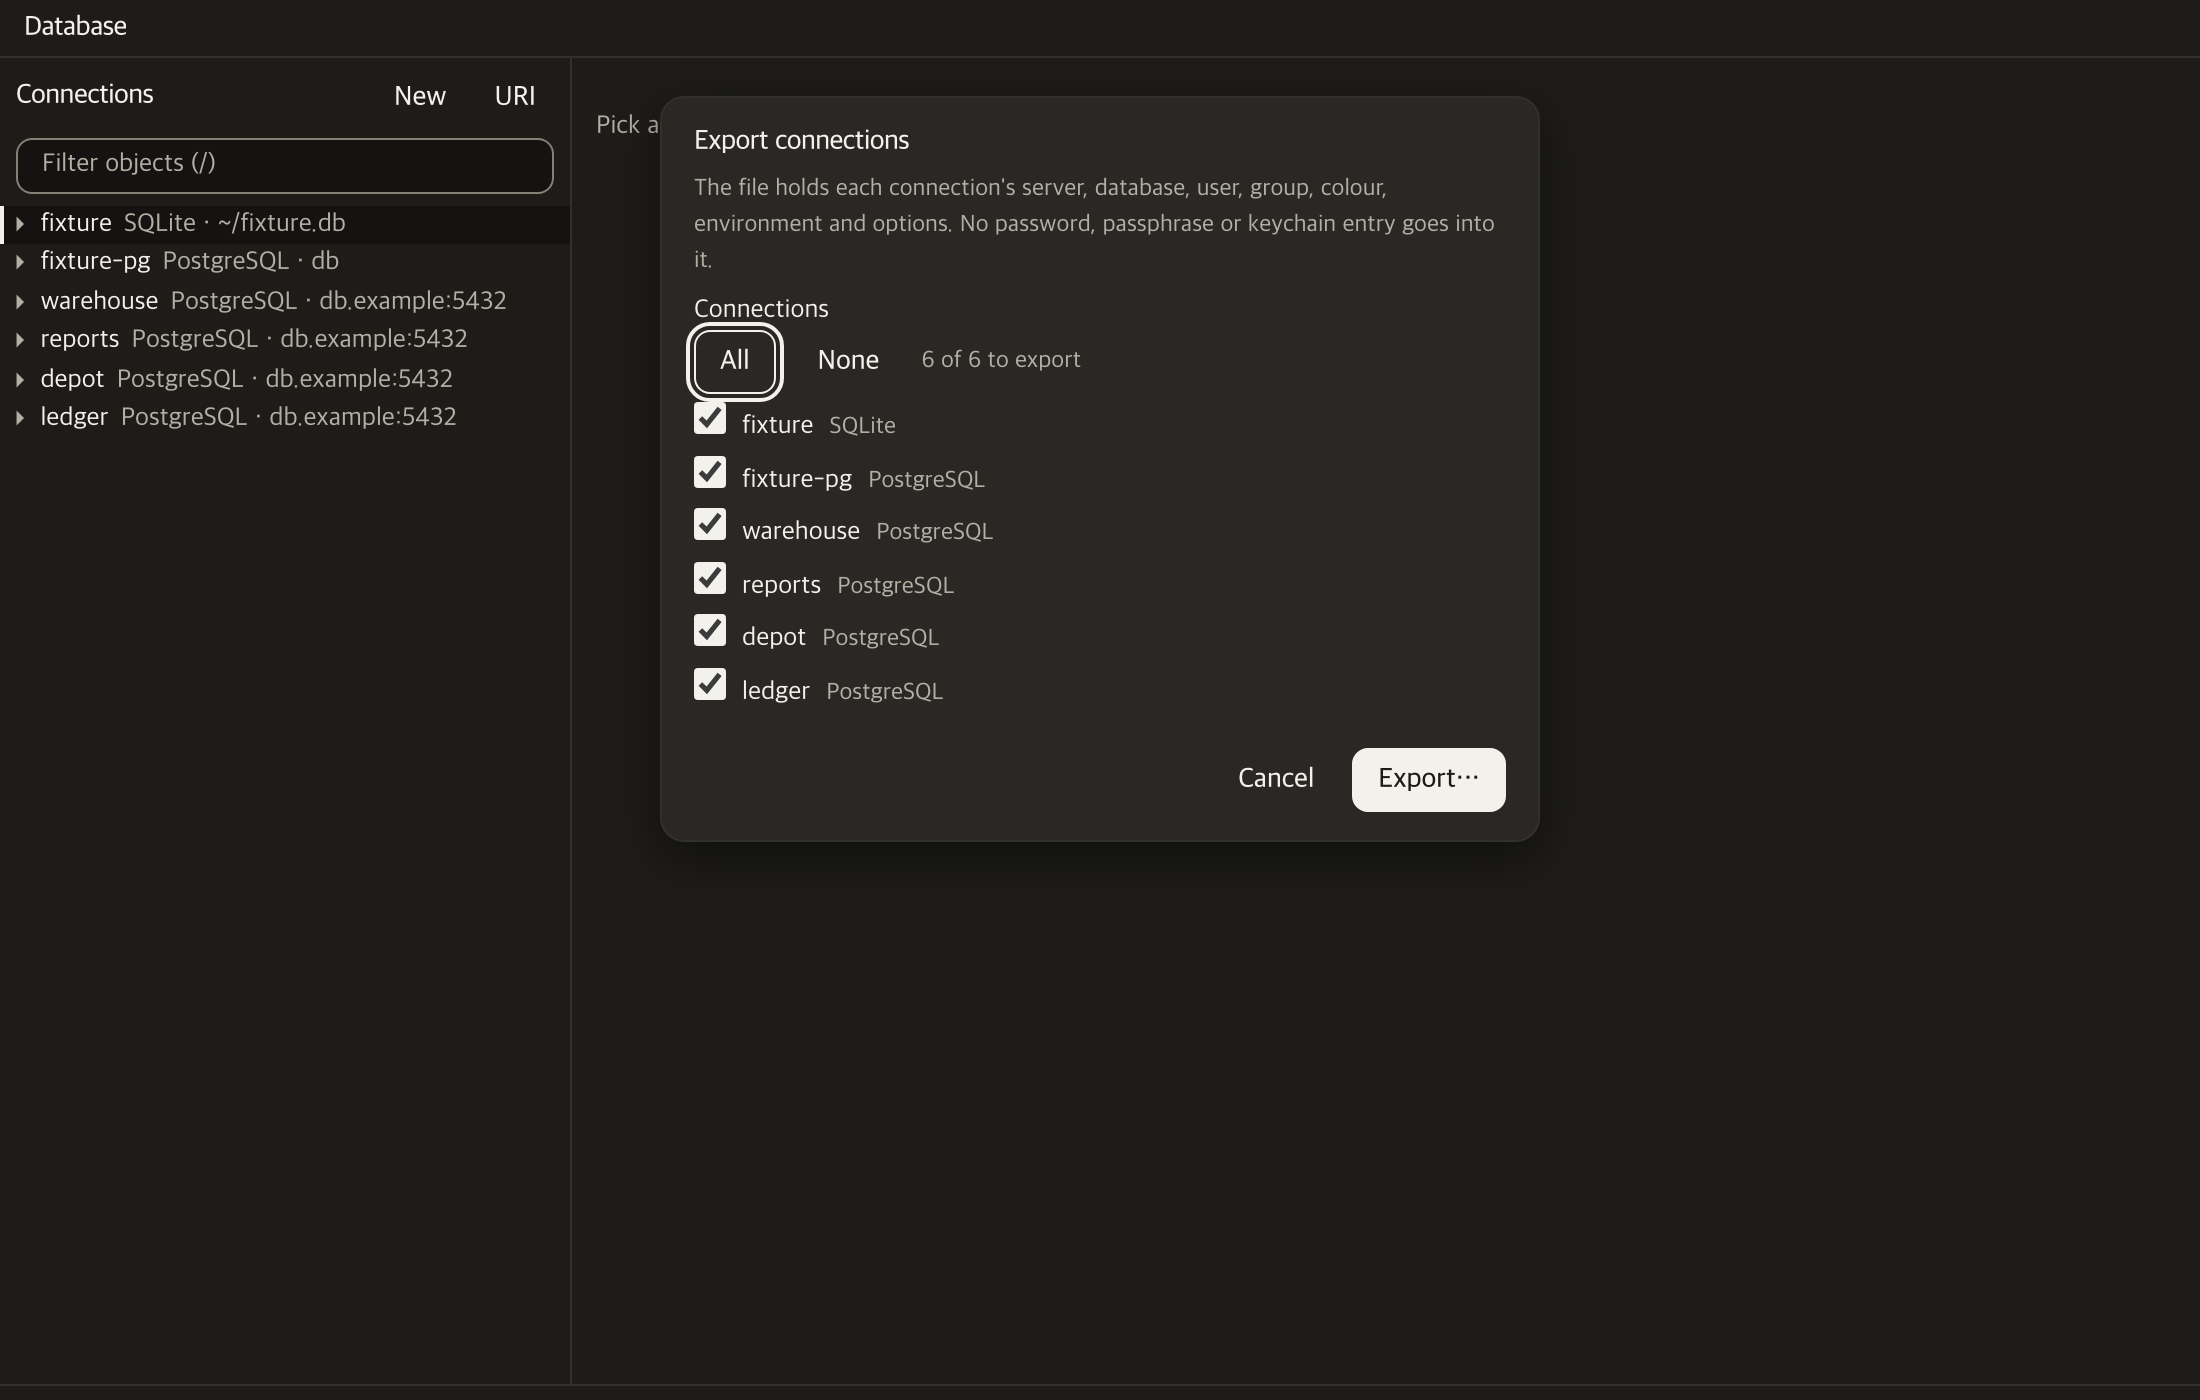 Database
Connections
New
URI
Filter objects (/)
fixture SQLite · ~/fixture.db
fixture-pg PostgreSQL · db
warehouse PostgreSQL · db.example:5432
reports PostgreSQL · db.example:5432
depot PostgreSQL · db.example:5432
ledger PostgreSQL · db.example:5432
Pick a
Export connections
The file holds each connection's server, database, user, group, colour,
environment and options. No password, passphrase or keychain entry goes into
it.
Connections
All
None
6 of 6 to export
fixture SQLite
fixture-pg PostgreSQL
warehouse PostgreSQL
reports PostgreSQL
depot PostgreSQL
ledger PostgreSQL
Cancel
Export…